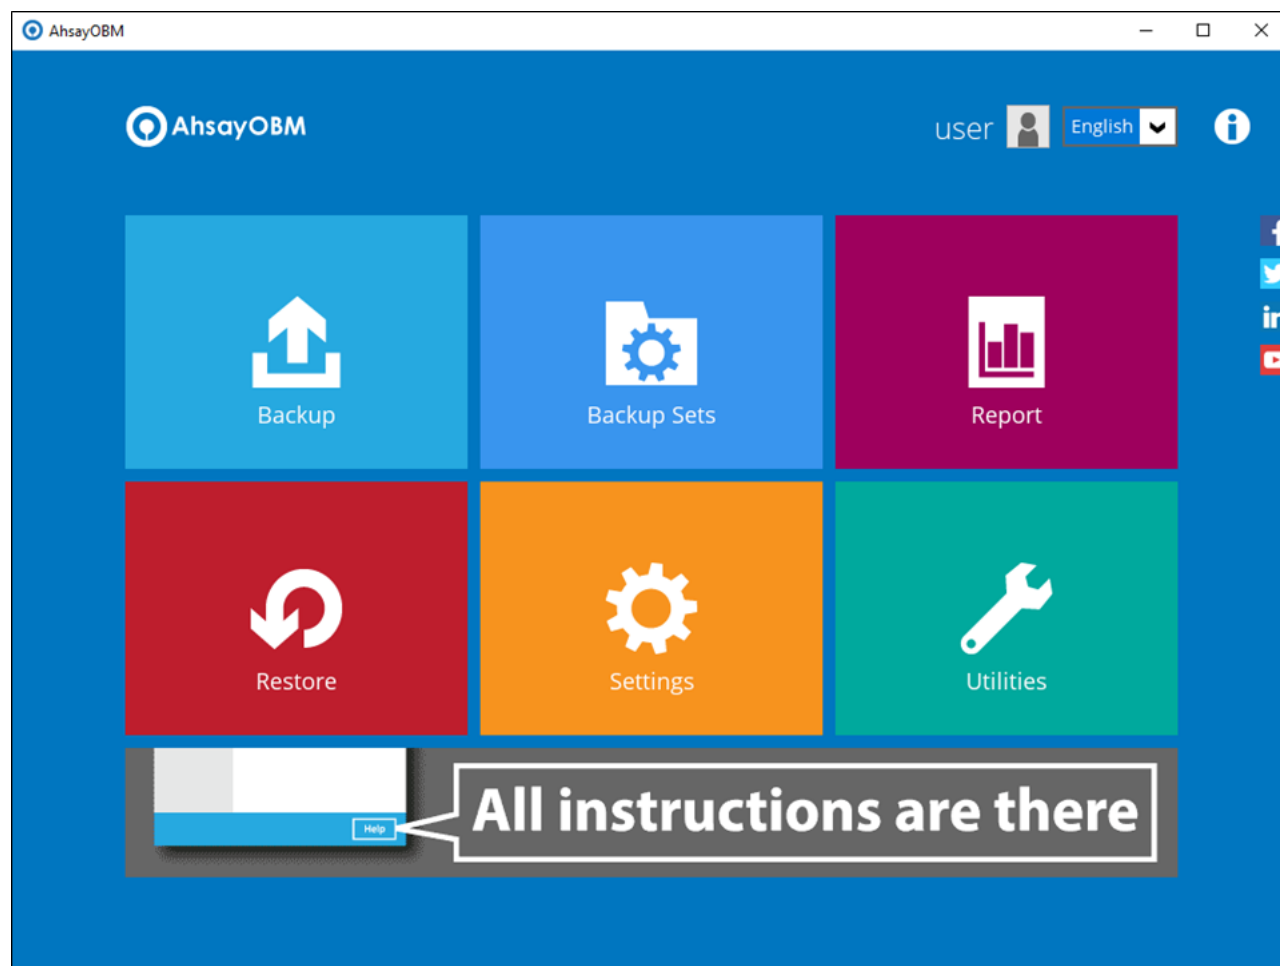 AhsayOBM
AhsayOBM
user
English
Backup
Backup Sets
Report
Restore
Settings
Utilities
Help
All instructions are there